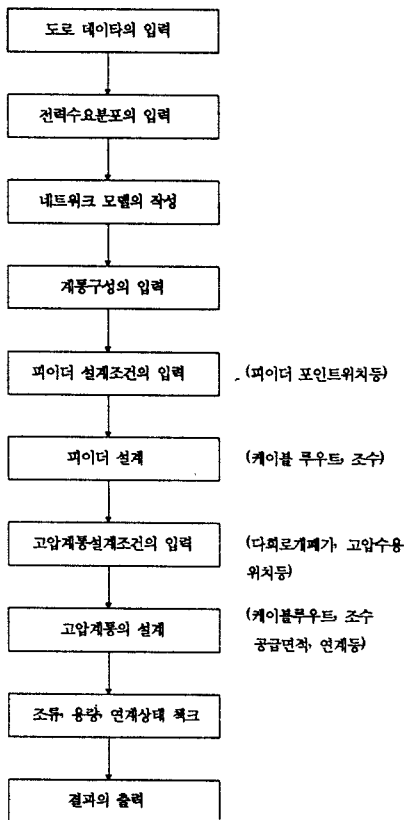 도로 데이타의 입력
전력수요분포의 입력
네트워크 모델의 작성
계통구성의 입력
피이더 설계조건의 입력 (피이더 포인트위치등)
피이더 설계 (케이블 루우트, 조수)
고압계통설계조건의 입력 (다회로개폐기, 고압수용
위치등)
고압계통의 설계 (케이블루우트, 조수
공급면적, 연계등)
조류, 용량, 연계상태 첵크
결과의 출력